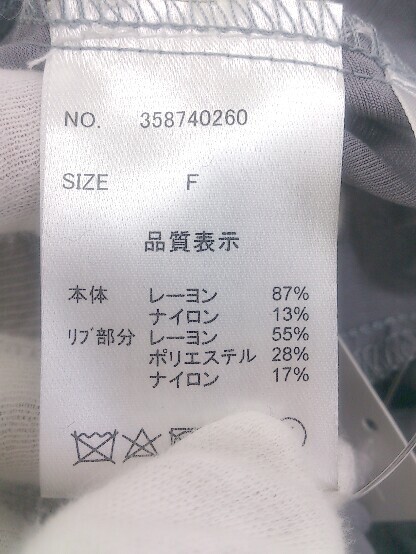 NO. 358740260
SIZE F
品質表示
本体 レーヨン 87%
ナイロン 13%
リブ部分 レーヨン 55%
ポリエステル 28%
ナイロン 17%